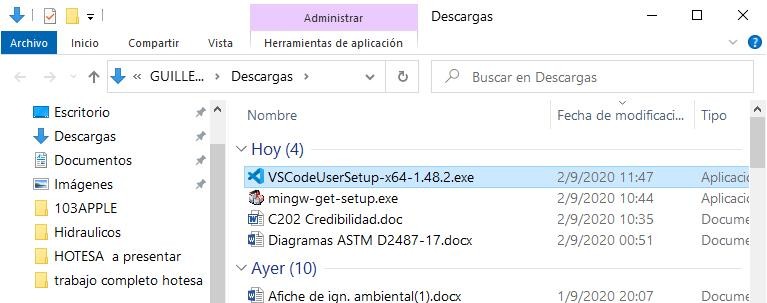 Administrar
Descargas
Archivo
Inicio
Compartir
Vista
Herramientas de aplicación
« GUILLE... > Descargas >
Buscar en Descargas
Escritorio
Descargas
Documentos
Imágenes
103APPLE
Hidraulicos
HOTESA a presentar
trabajo completo hotesa
Nombre
Fecha de modificaci...
Tipo
Hoy (4)
VSCodeUserSetup-x64-1.48.2.exe 2/9/2020 11:47 Aplicació
mingw-get-setup.exe 2/9/2020 10:44 Aplicació
C202 Credibilidad.doc 2/9/2020 10:35 Docume
Diagramas ASTM D2487-17.docx 2/9/2020 00:51 Docume
Ayer (10)
Afiche de ign. ambiental(1).docx 1/9/2020 20:07 Docume